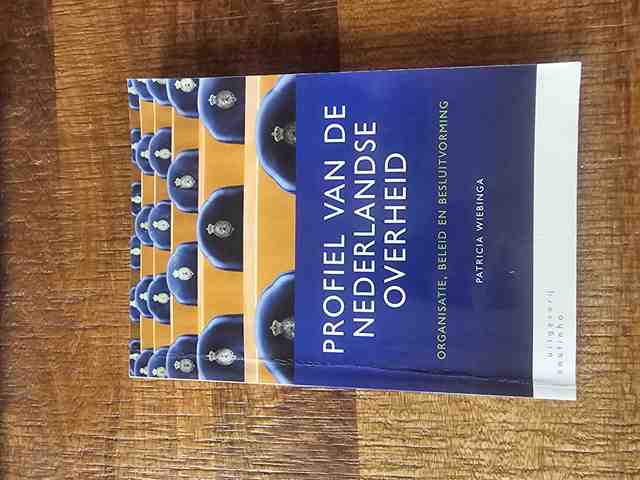 PROFIEL VAN DE
NEDERLANDSE
OVERHEID
ORGANISATIE, BELEID EN BESLUITVORMING
PATRICIA WIEBINGA
uitgeverij
coutinho